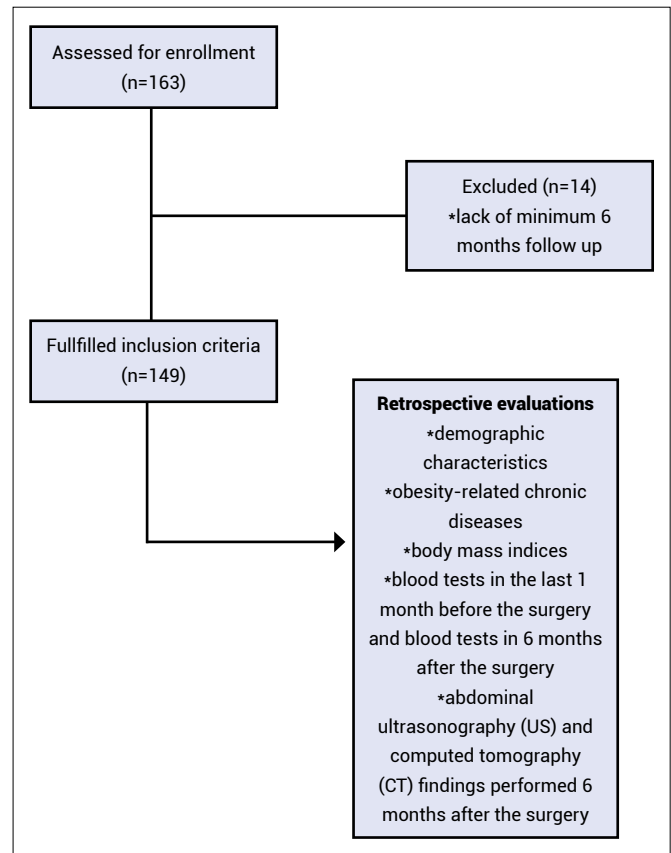 Assessed for enrollment
(n=163)
Excluded (n=14)
*lack of minimum 6
months follow up
Fullfilled inclusion criteria
(n=149)
Retrospective evaluations
*demographic
characteristics
*obesity-related chronic
diseases
*body mass indices
*blood tests in the last 1
month before the surgery
and blood tests in 6 months
after the surgery
*abdominal
ultrasonography (US) and
computed tomography
(CT) findings performed 6
months after the surgery